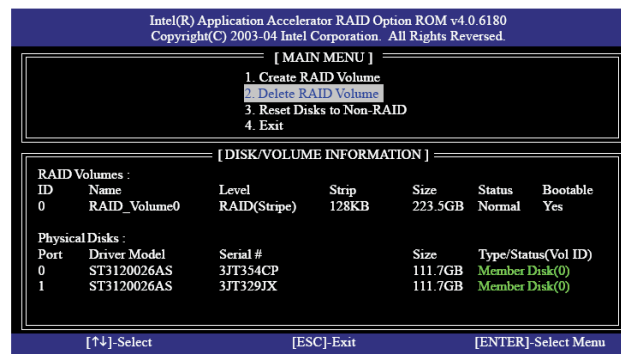 Intel(R) Application Accelerator RAID Option ROM v4.0.6180
Copyright(C) 2003-04 Intel Corporation. All Rights Reversed.
[ MAIN MENU ]
1. Create RAID Volume
2. Delete RAID Volume
3. Reset Disks to Non-RAID
4. Exit
[ DISK/VOLUME INFORMATION ]
RAID Volumes :
ID Name Level Strip Size Status Bootable
0 RAID_Volume0 RAID(Stripe) 128KB 223.5GB Normal Yes
Physical Disks :
Port Driver Model Serial # Size Type/Status(Vol ID)
0 ST3120026AS 3JT354CP 111.7GB Member Disk(0)
1 ST3120026AS 3JT329JX 111.7GB Member Disk(0)
[↑↓]-Select [ESC]-Exit [ENTER]-Select Menu